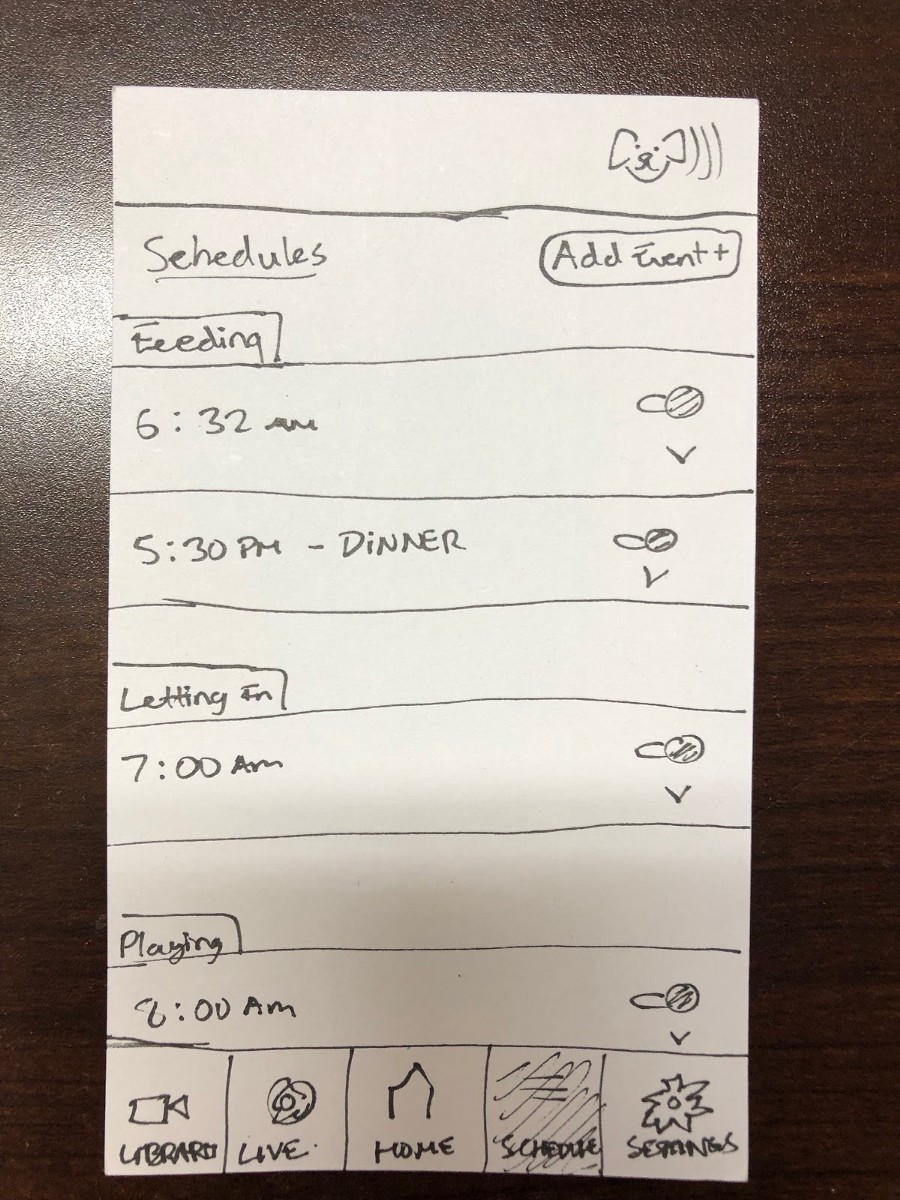 Schedules
Add Event+
Feeding
6:32 AM
5:30 PM - DiNNER
Letting In
7:00 Am
Playing
8:00 Am
LIBRARY
LIVE.
HOME
SCHEDULE
SETTINGS